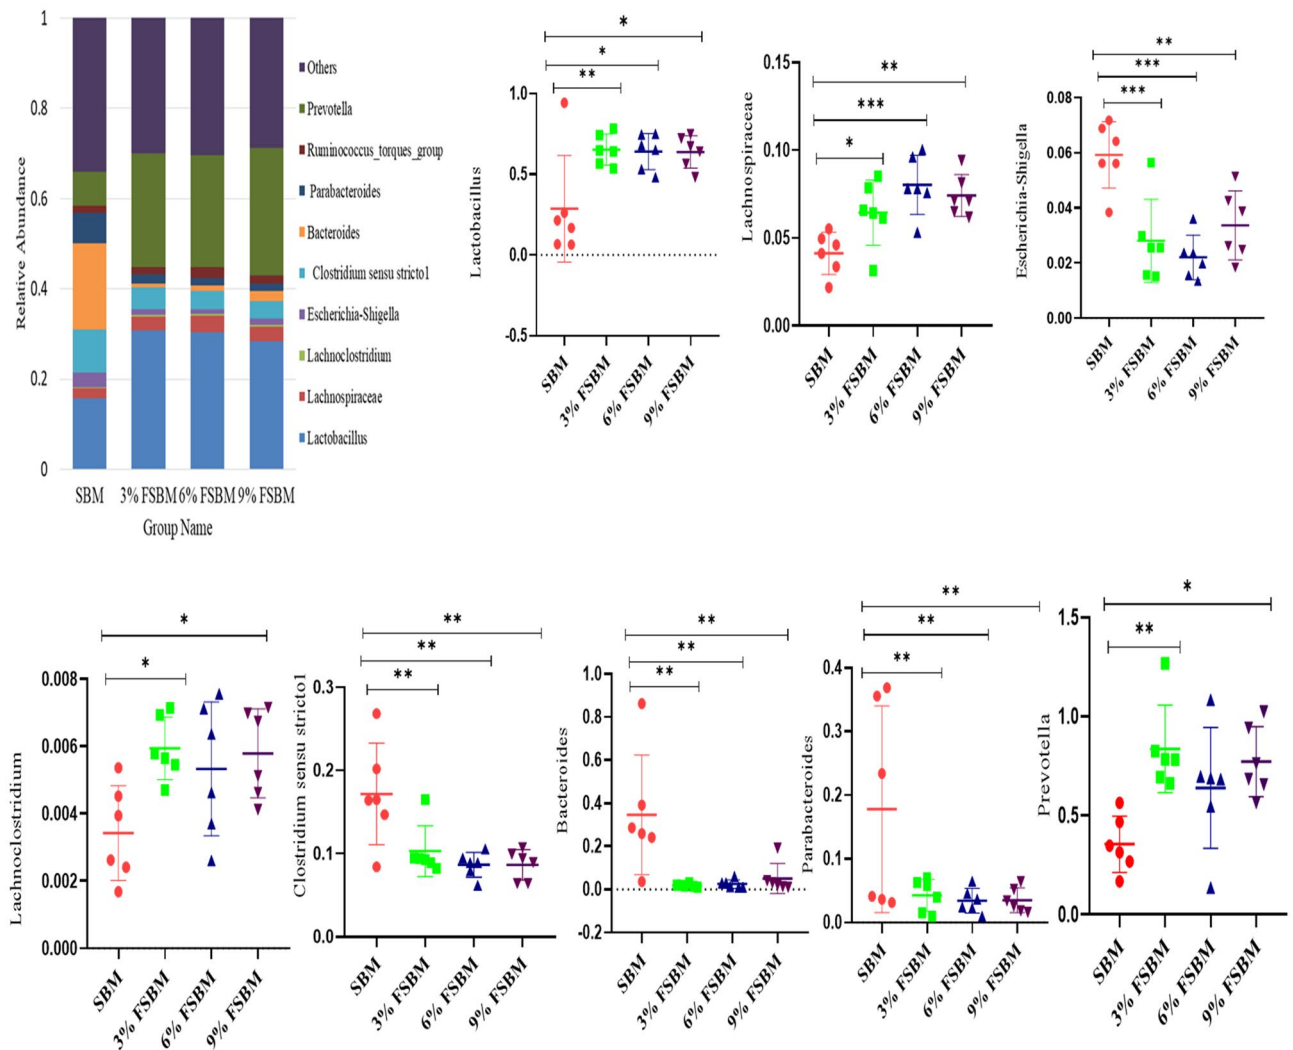 1
0.8
0.6
0.4
0.2
0
Relative Abundance
SBM 3% FSBM 6% FSBM 9% FSBM
Group Name
Others
Prevotella
Ruminococcus_torques_group
Parabacteroides
Bacteroides
Clostridium sensu stricto1
Escherichia-Shigella
Lachnoclostridium
Lachnospiraceae
Lactobacillus
*
*
**
1.0
0.5
0.0
-0.5
Lactobacillus
SBM
3% FSBM
6% FSBM
9% FSBM
**
***
*
0.15
0.10
0.05
0.00
Lachnospiraceae
SBM
3% FSBM
6% FSBM
9% FSBM
**
***
***
0.08
0.06
0.04
0.02
0.00
Escherichia-Shigella
SBM
3% FSBM
6% FSBM
9% FSBM
*
*
0.008
0.006
0.004
0.002
0.000
Lachnoclostridium
SBM
3% FSBM
6% FSBM
9% FSBM
**
**
**
0.3
0.2
0.1
0.0
Clostridium sensu stricto1
SBM
3% FSBM
6% FSBM
9% FSBM
**
**
**
1.0
0.8
0.6
0.4
0.2
0.0
-0.2
Bacteroides
SBM
3% FSBM
6% FSBM
9% FSBM
**
**
**
0.4
0.3
0.2
0.1
0.0
Parabacteroides
SBM
3% FSBM
6% FSBM
9% FSBM
*
**
1.5
1.0
0.5
0.0
Prevotella
SBM
3% FSBM
6% FSBM
9% FSBM